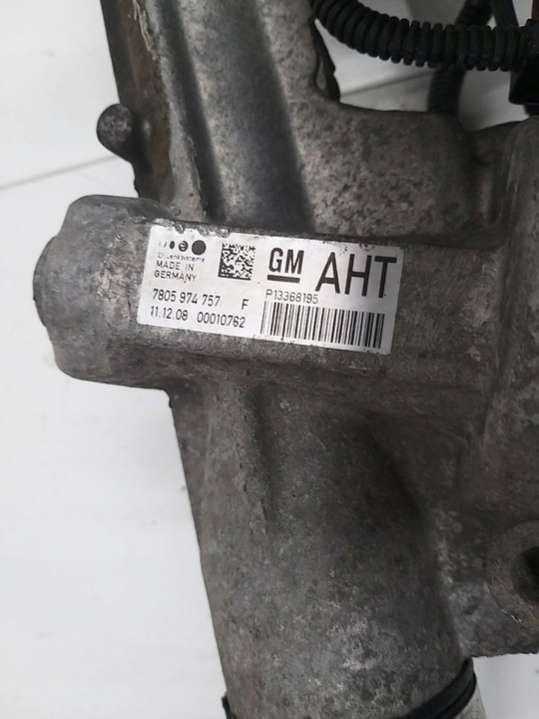 MADE IN
GERMANY
GM AHT
7805 974 757 F
P13368195
11.12.08 00010762